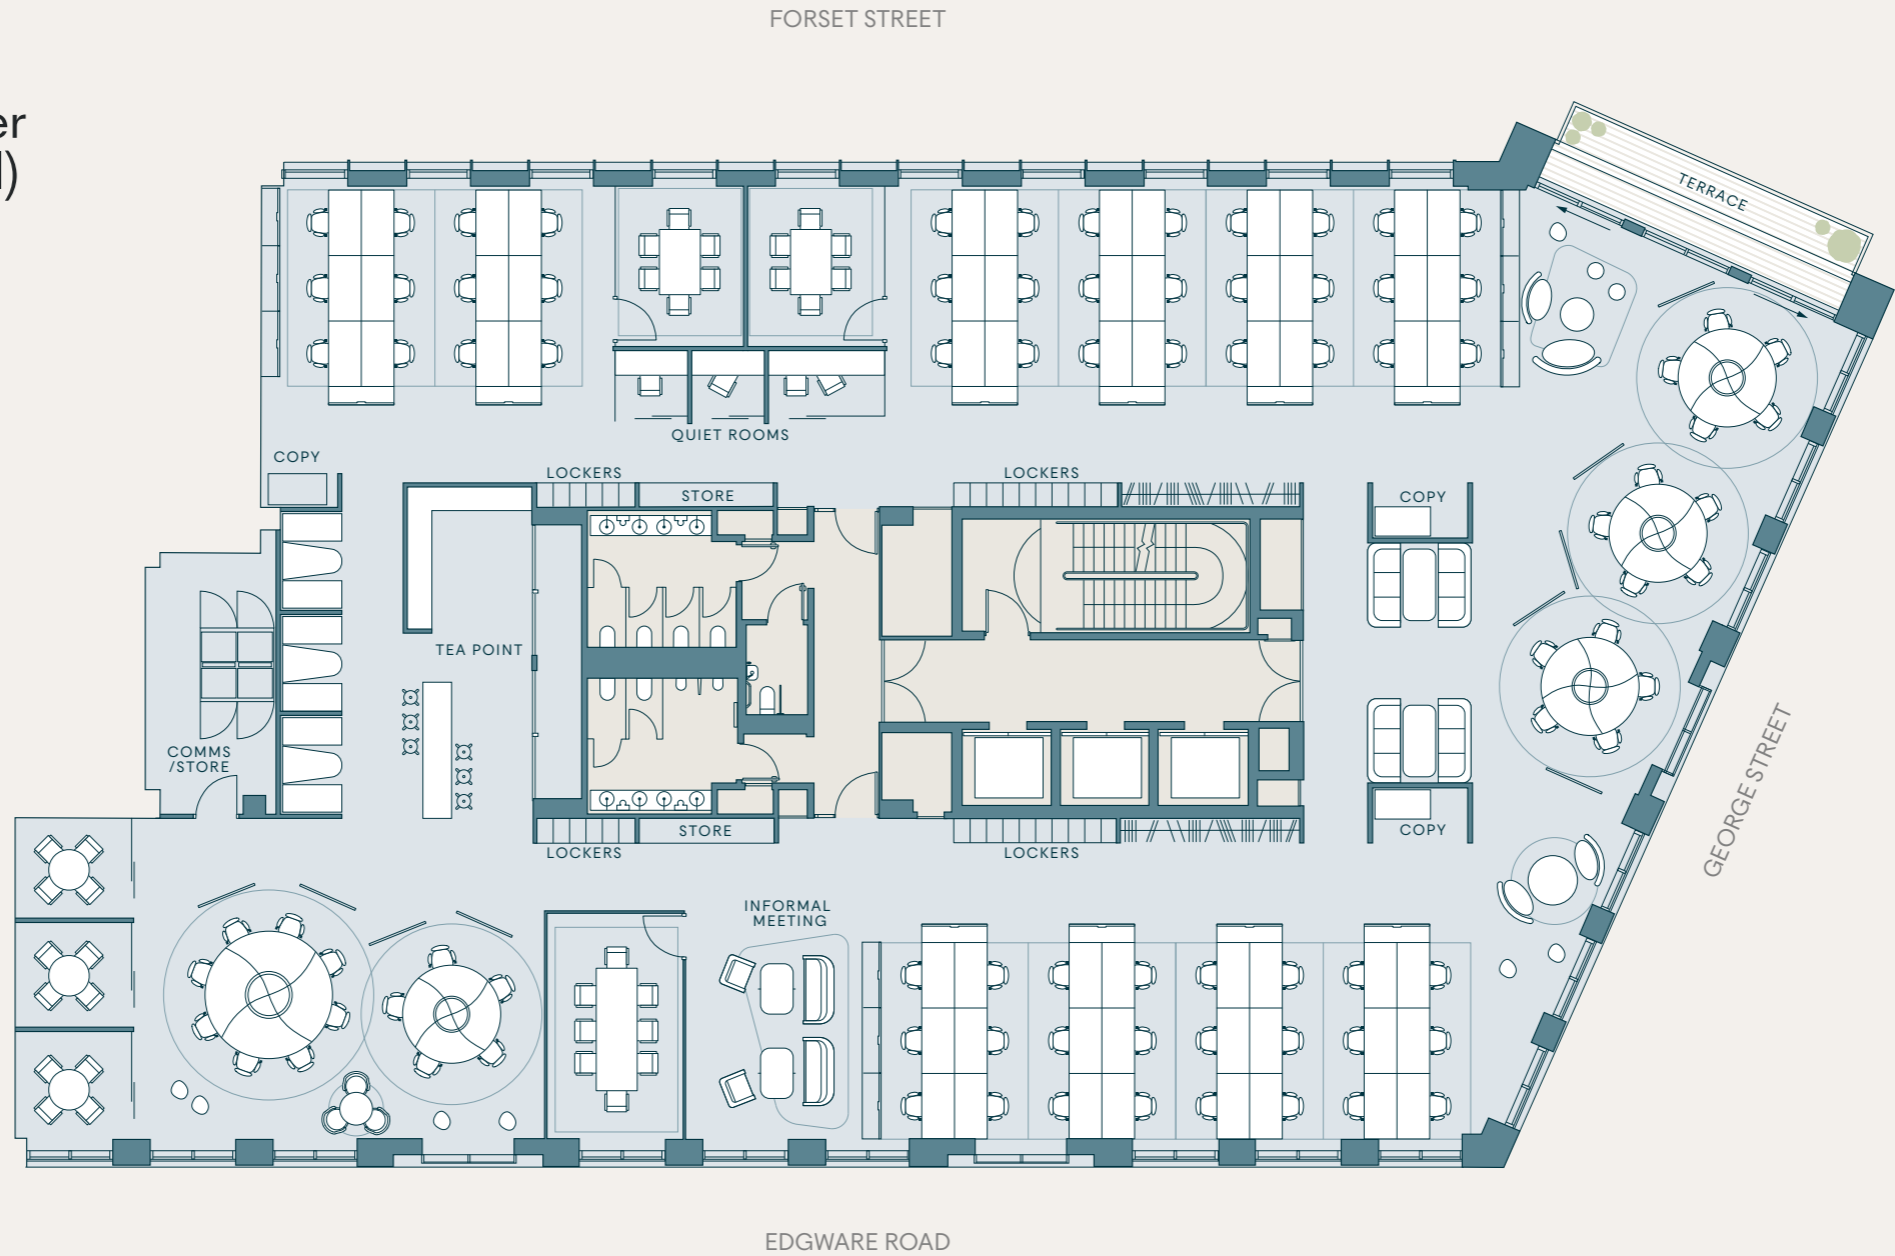 FORSET STREET
er
l)
TERRACE
QUIET ROOMS
COPY
LOCKERS
STORE
LOCKERS
COPY
TEA POINT
COMMS
/STORE
GEORGE STREET
STORE
COPY
LOCKERS
LOCKERS
INFORMAL
MEETING
EDGWARE ROAD